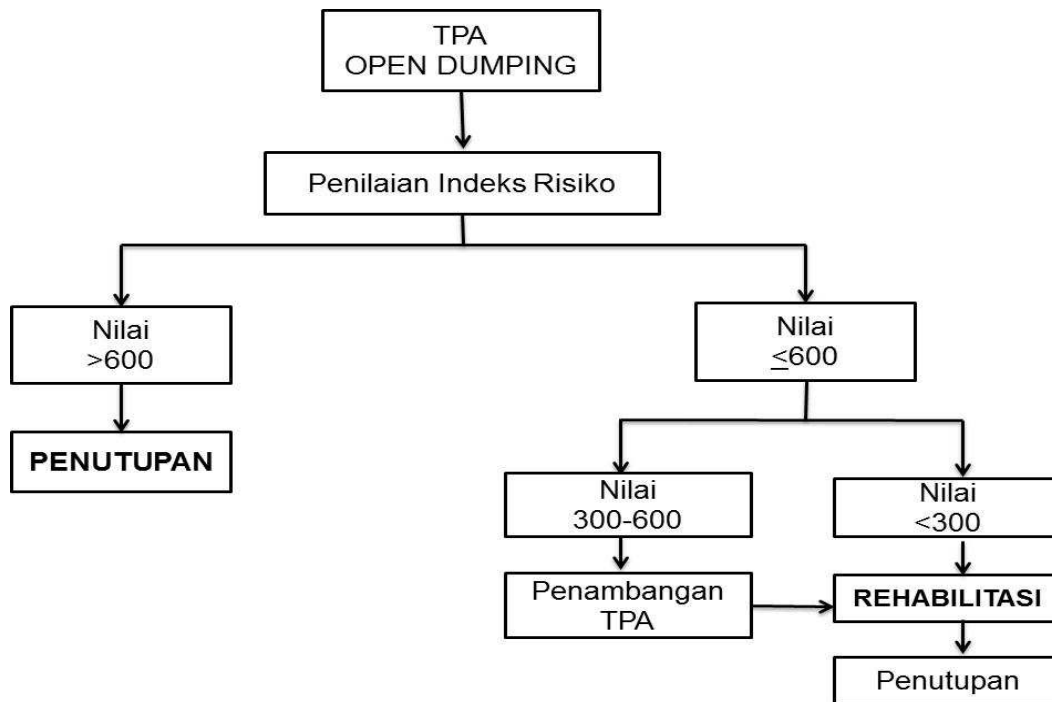 TPA
OPEN DUMPING
Penilaian Indeks Risiko
Nilai
>600
Nilai
≤600
PENUTUPAN
Nilai
300-600
Nilai
<300
Penambangan
TPA
REHABILITASI
Penutupan